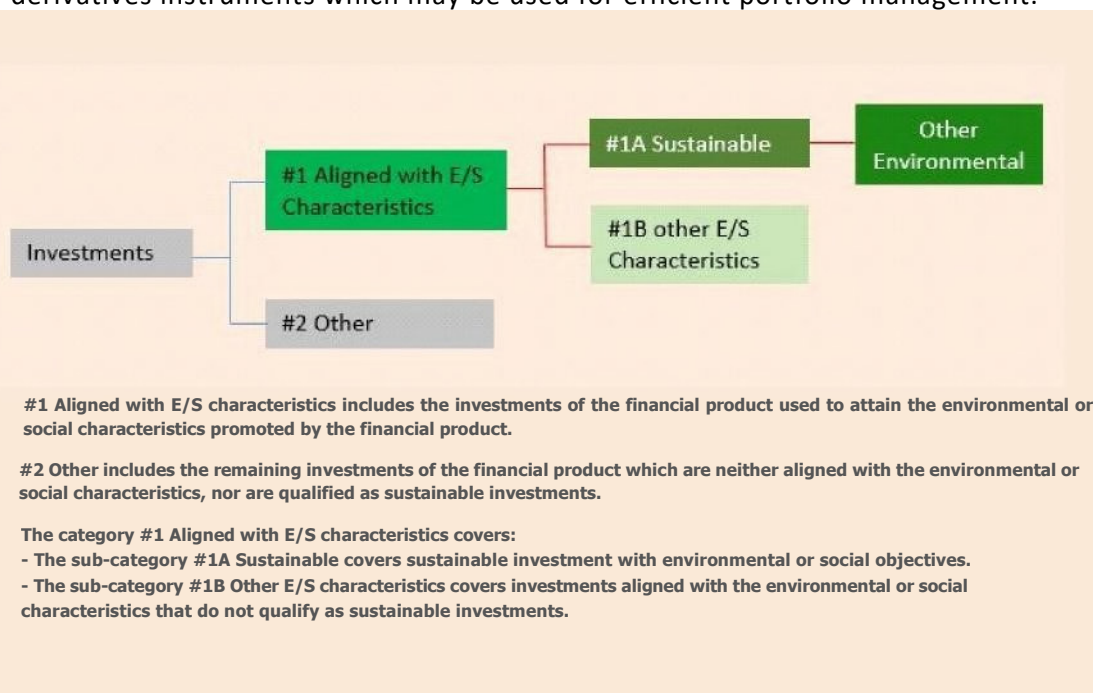 derivatives instruments which may be used for efficient portfolio management.
Investments
#1 Aligned with E/S
Characteristics
#2 Other
#1A Sustainable
#1B other E/S
Characteristics
Other
Environmental
#1 Aligned with E/S characteristics includes the investments of the financial product used to attain the environmental or
social characteristics promoted by the financial product.
#2 Other includes the remaining investments of the financial product which are neither aligned with the environmental or
social characteristics, nor are qualified as sustainable investments.
The category #1 Aligned with E/S characteristics covers:
- The sub-category #1A Sustainable covers sustainable investment with environmental or social objectives.
- The sub-category #1B Other E/S characteristics covers investments aligned with the environmental or social
characteristics that do not qualify as sustainable investments.